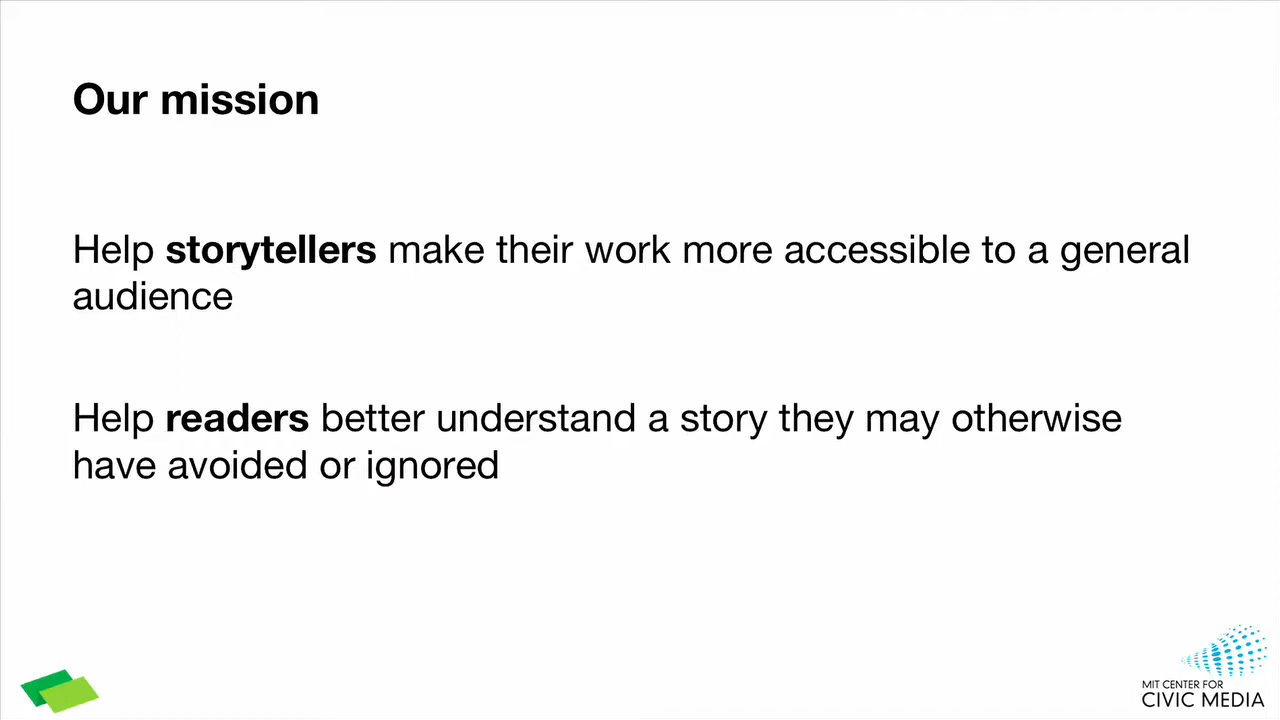 Our mission
Help storytellers make their work more accessible to a general
audience
Help readers better understand a story they may otherwise
have avoided or ignored
MIT CENTER FOR
CIVIC MEDIA